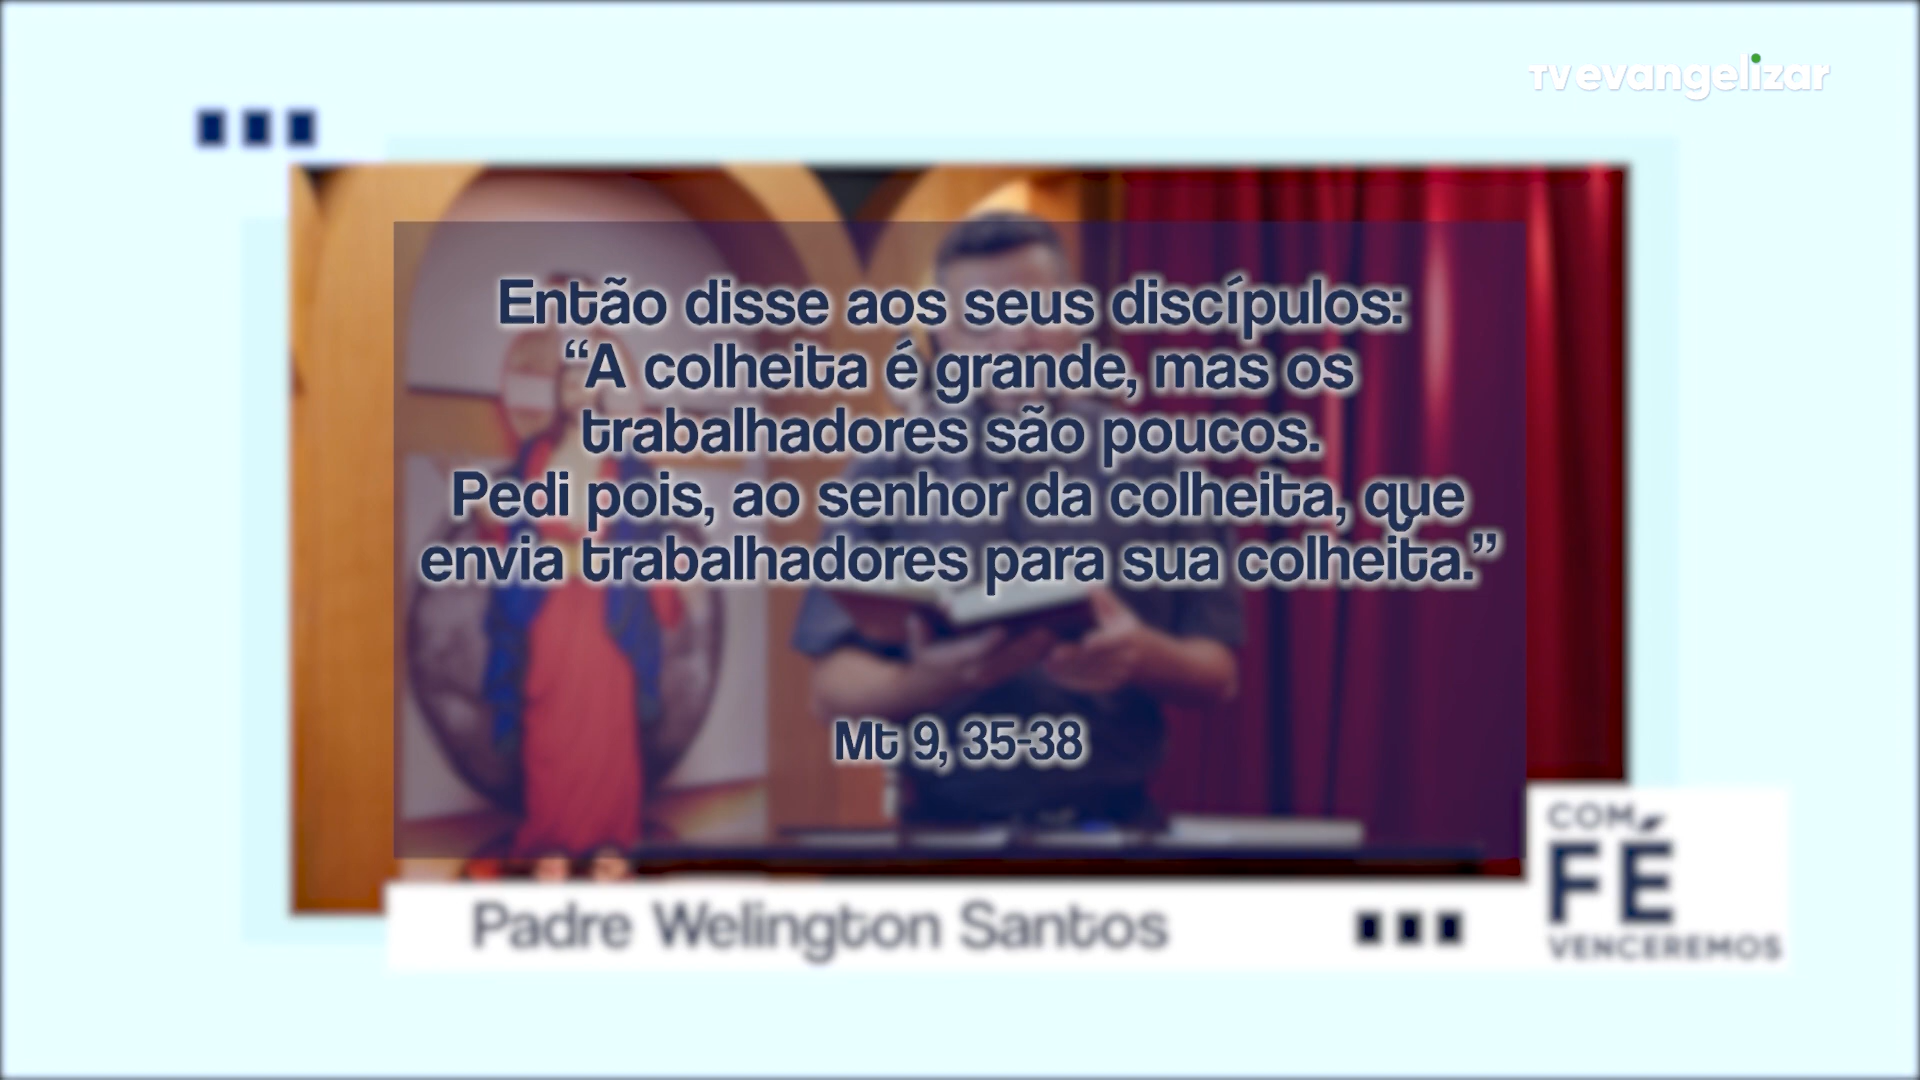 TVevangelizar
Então disse aos seus discípulos:
“A colheita é grande, mas os
trabalhadores são poucos.
Pedi pois, ao senhor da colheita, que
envia trabalhadores para sua colheita.”
Mt 9, 35-38
Padre Welington Santos
COM
FÉ
VENCEREMOS